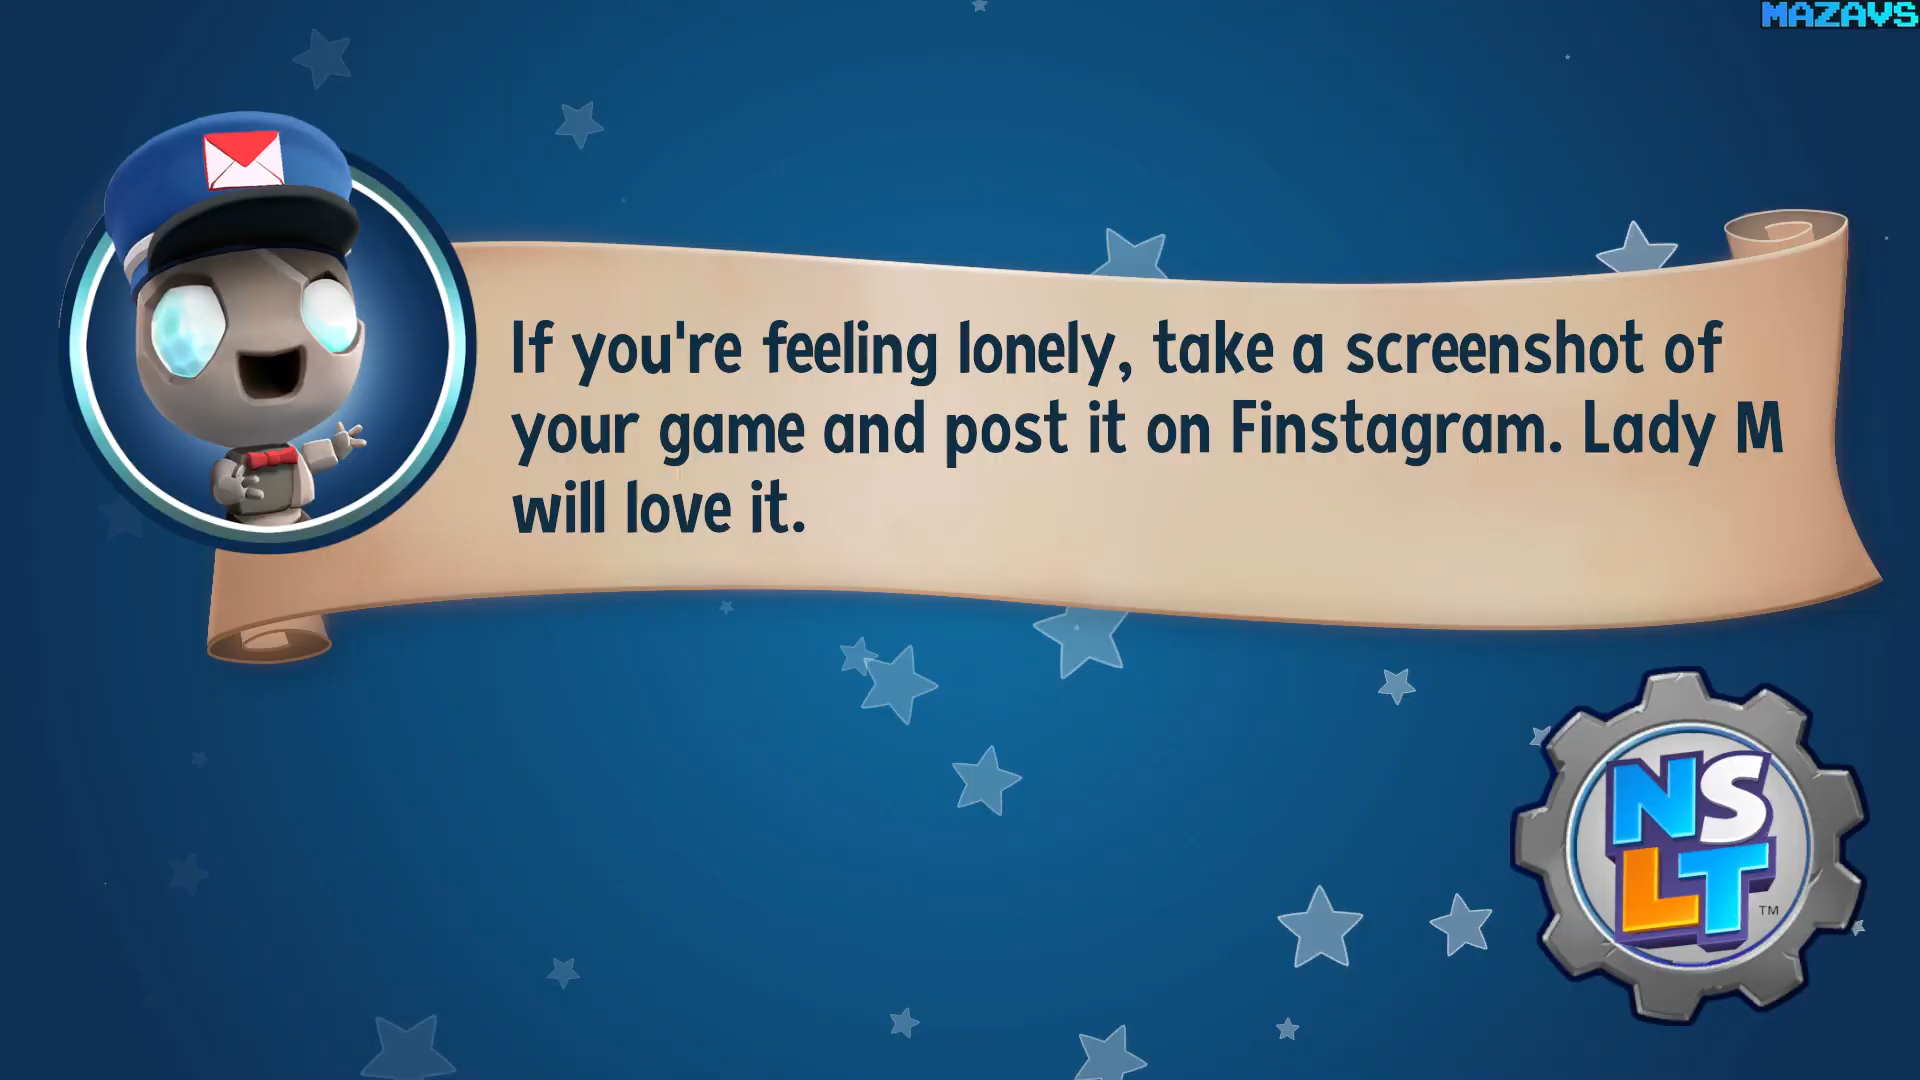 MAZAVS
If you're feeling lonely, take a screenshot of
your game and post it on Finstagram. Lady M
will love it.
NS
LT
TM